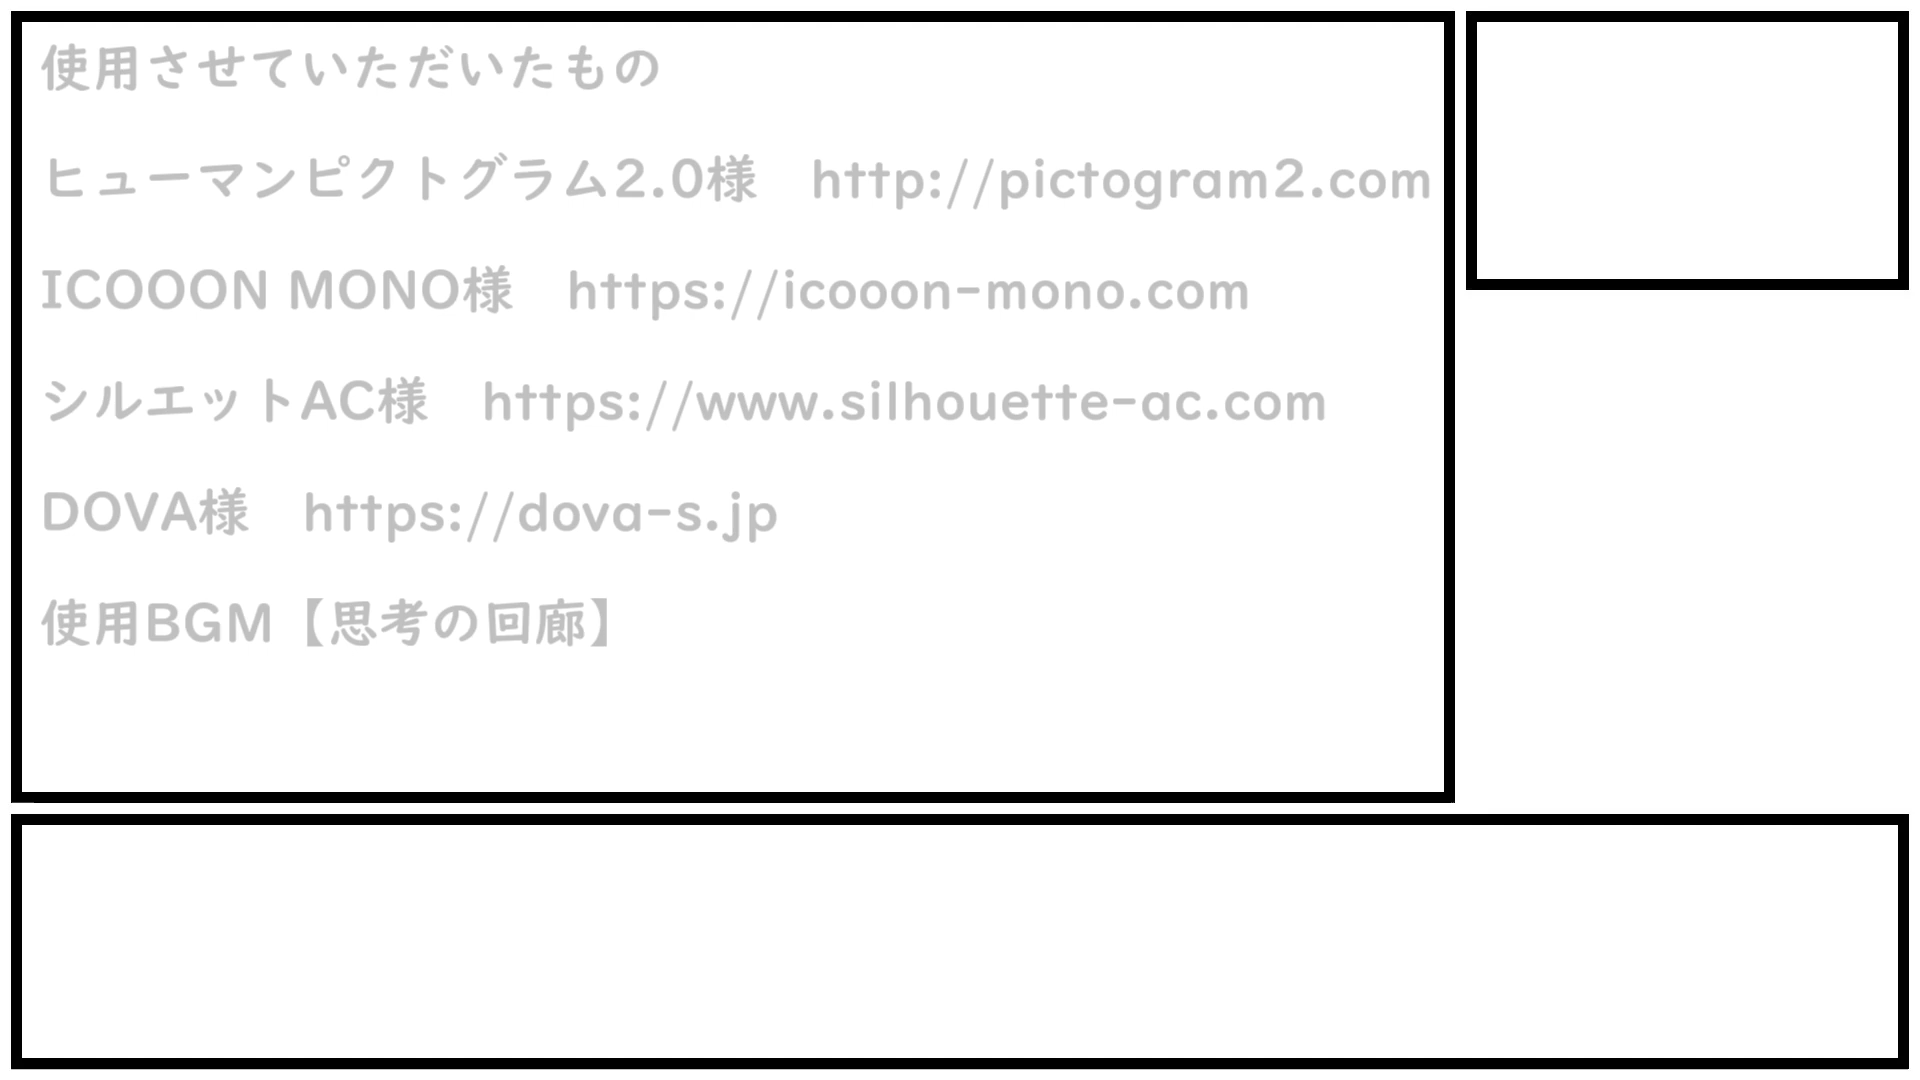 使用させていただいたもの
ヒューマンピクトグラム2.0様　http://pictogram2.com
ICOOON MONO様　https://icooon-mono.com
シルエットAC様　https://www.silhouette-ac.com
DOVA様　https://dova-s.jp
使用BGM【思考の回廊】